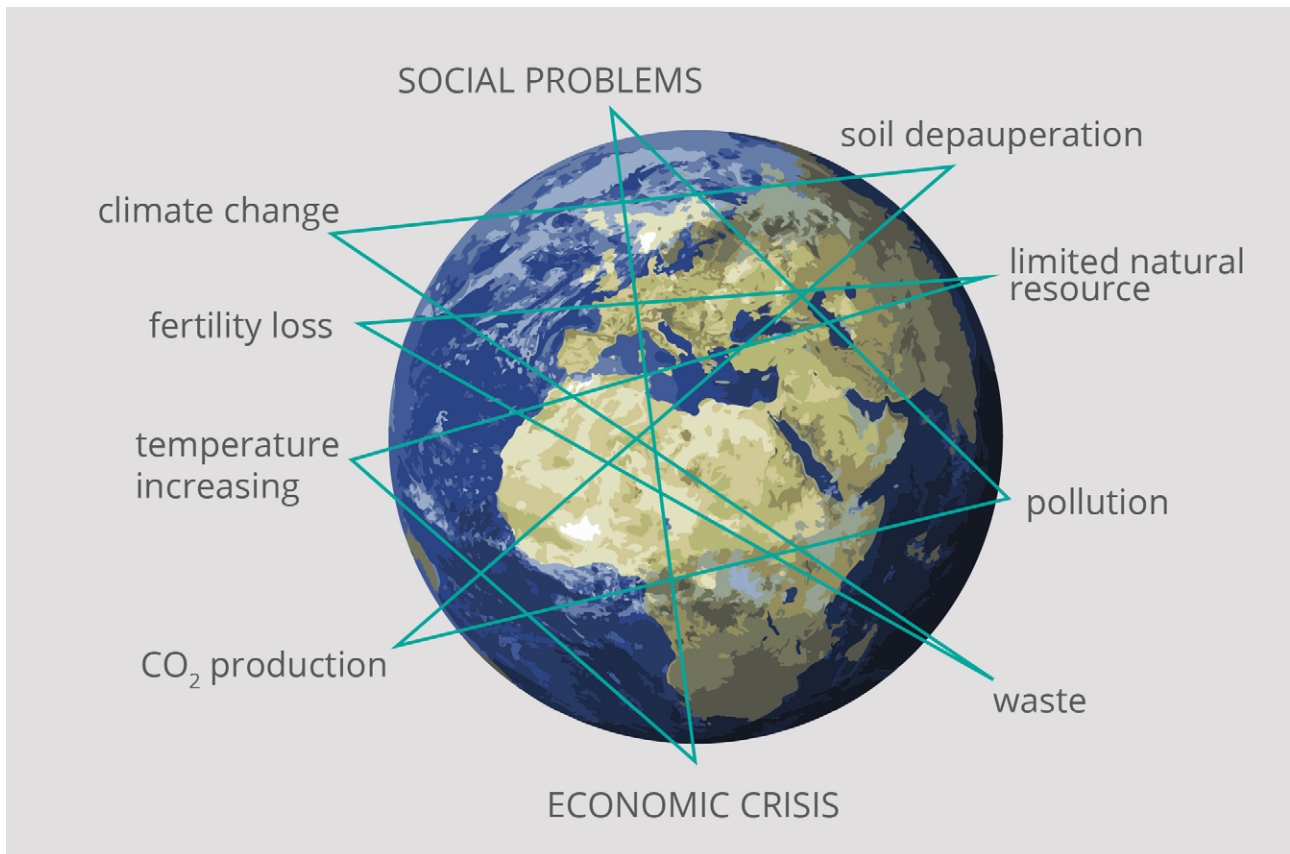 SOCIAL PROBLEMS
soil depauperation
climate change
limited natural
resource
fertility loss
temperature
increasing
pollution
CO₂ production
waste
ECONOMIC CRISIS